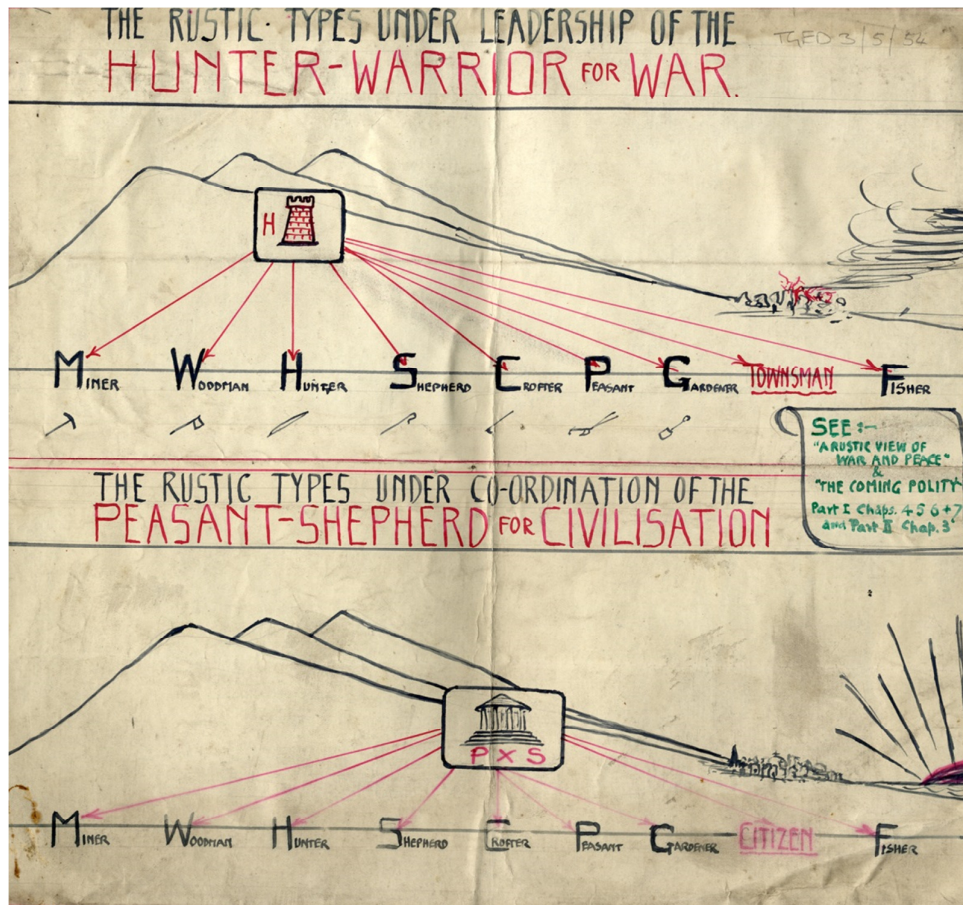 THE RUSTIC TYPES UNDER LEADERSHIP OF THE
TGED 3/5/54
HUNTER-WARRIOR FOR WAR.
H
MINER WOODMAN HUNTER SHEPHERD CROFTER PEASANT GARDENER TOWNSMAN FISHER
SEE :-
"A RUSTIC VIEW OF
WAR AND PEACE"
&
"THE COMING POLITY"
Part I Chaps. 4 5 6 + 7
and Part II Chap. 3
THE RUSTIC TYPES UNDER CO-ORDINATION OF THE
PEASANT-SHEPHERD FOR CIVILISATION
P X S
MINER WOODMAN HUNTER SHEPHERD CROFTER PEASANT GARDENER CITIZEN FISHER